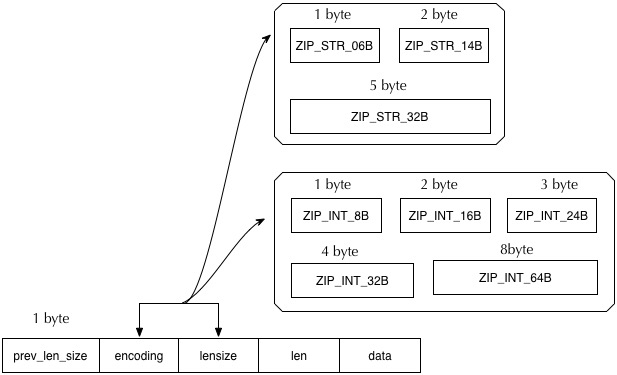 1 byte 2 byte
ZIP_STR_06B ZIP_STR_14B
5 byte
ZIP_STR_32B
1 byte 2 byte 3 byte
ZIP_INT_8B ZIP_INT_16B ZIP_INT_24B
4 byte 8byte
ZIP_INT_32B ZIP_INT_64B
1 byte
prev_len_size encoding lensize len data